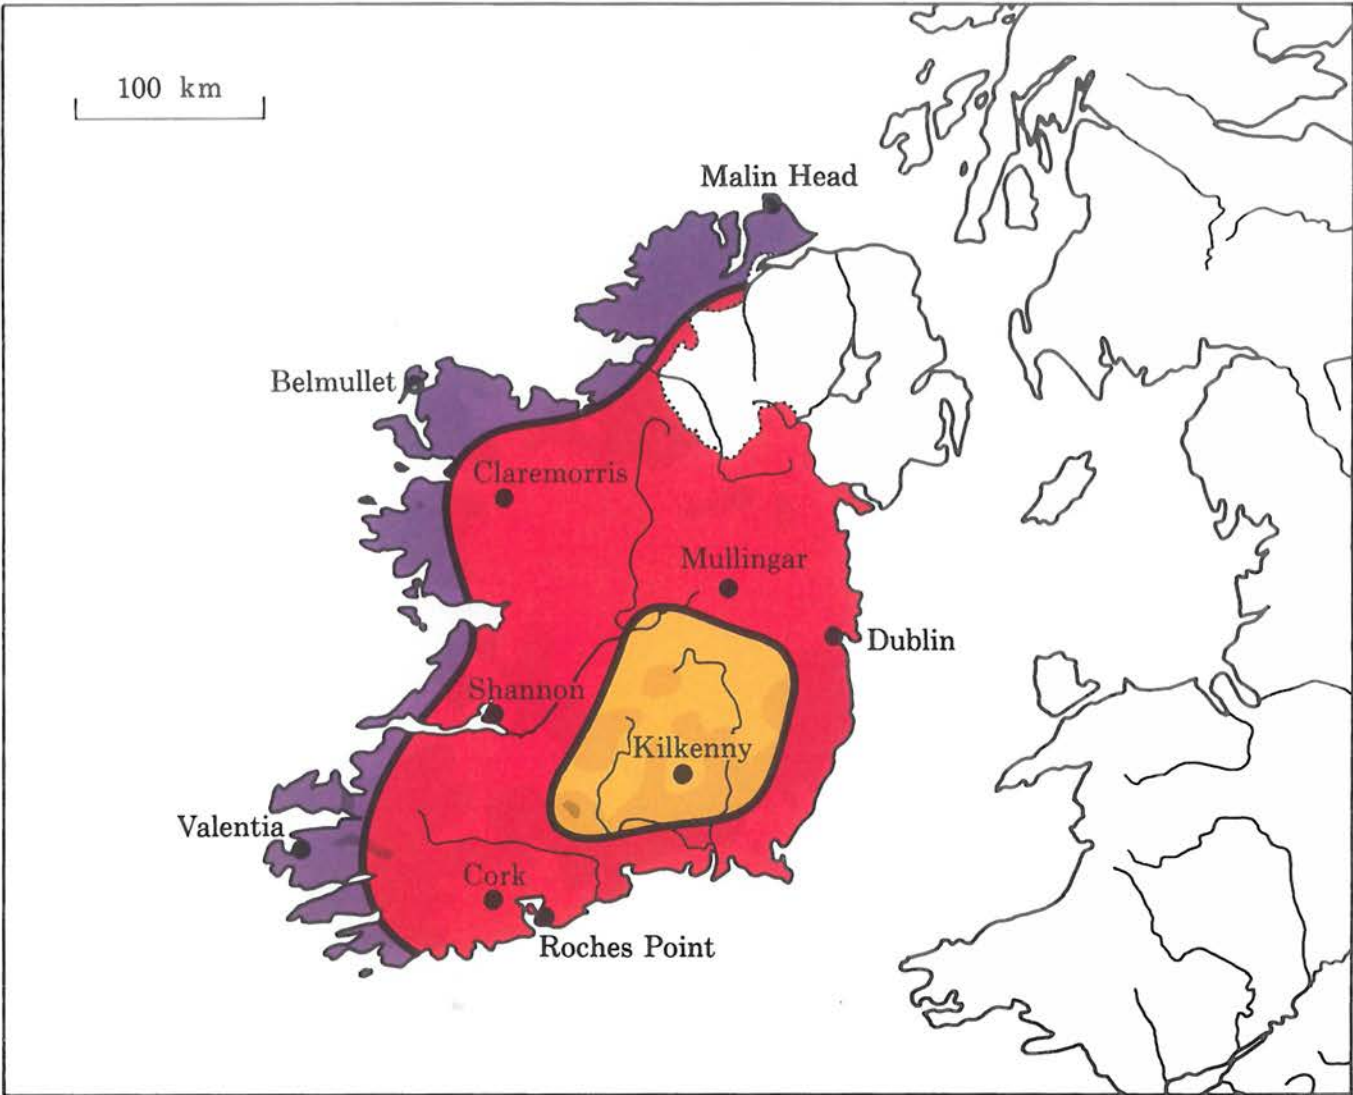 100 km
Malin Head
Belmullet
Claremorris
Mullingar
Dublin
Shannon
Kilkenny
Valentia
Cork
Roches Point